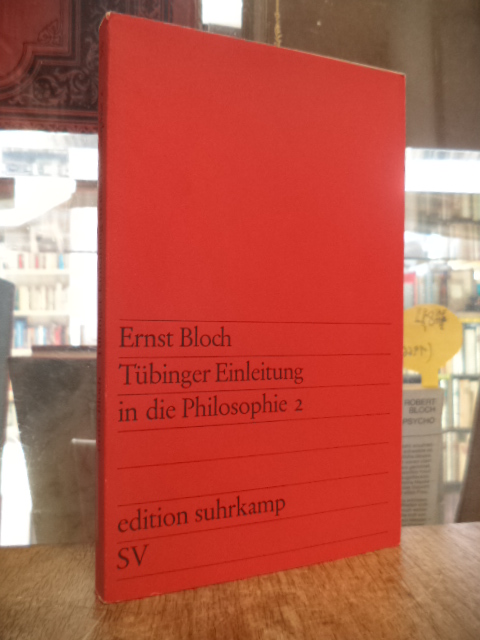 Ernst Bloch
Tübinger Einleitung
in die Philosophie 2
edition suhrkamp
SV
ROBERT
BLOCH
PSYCHO